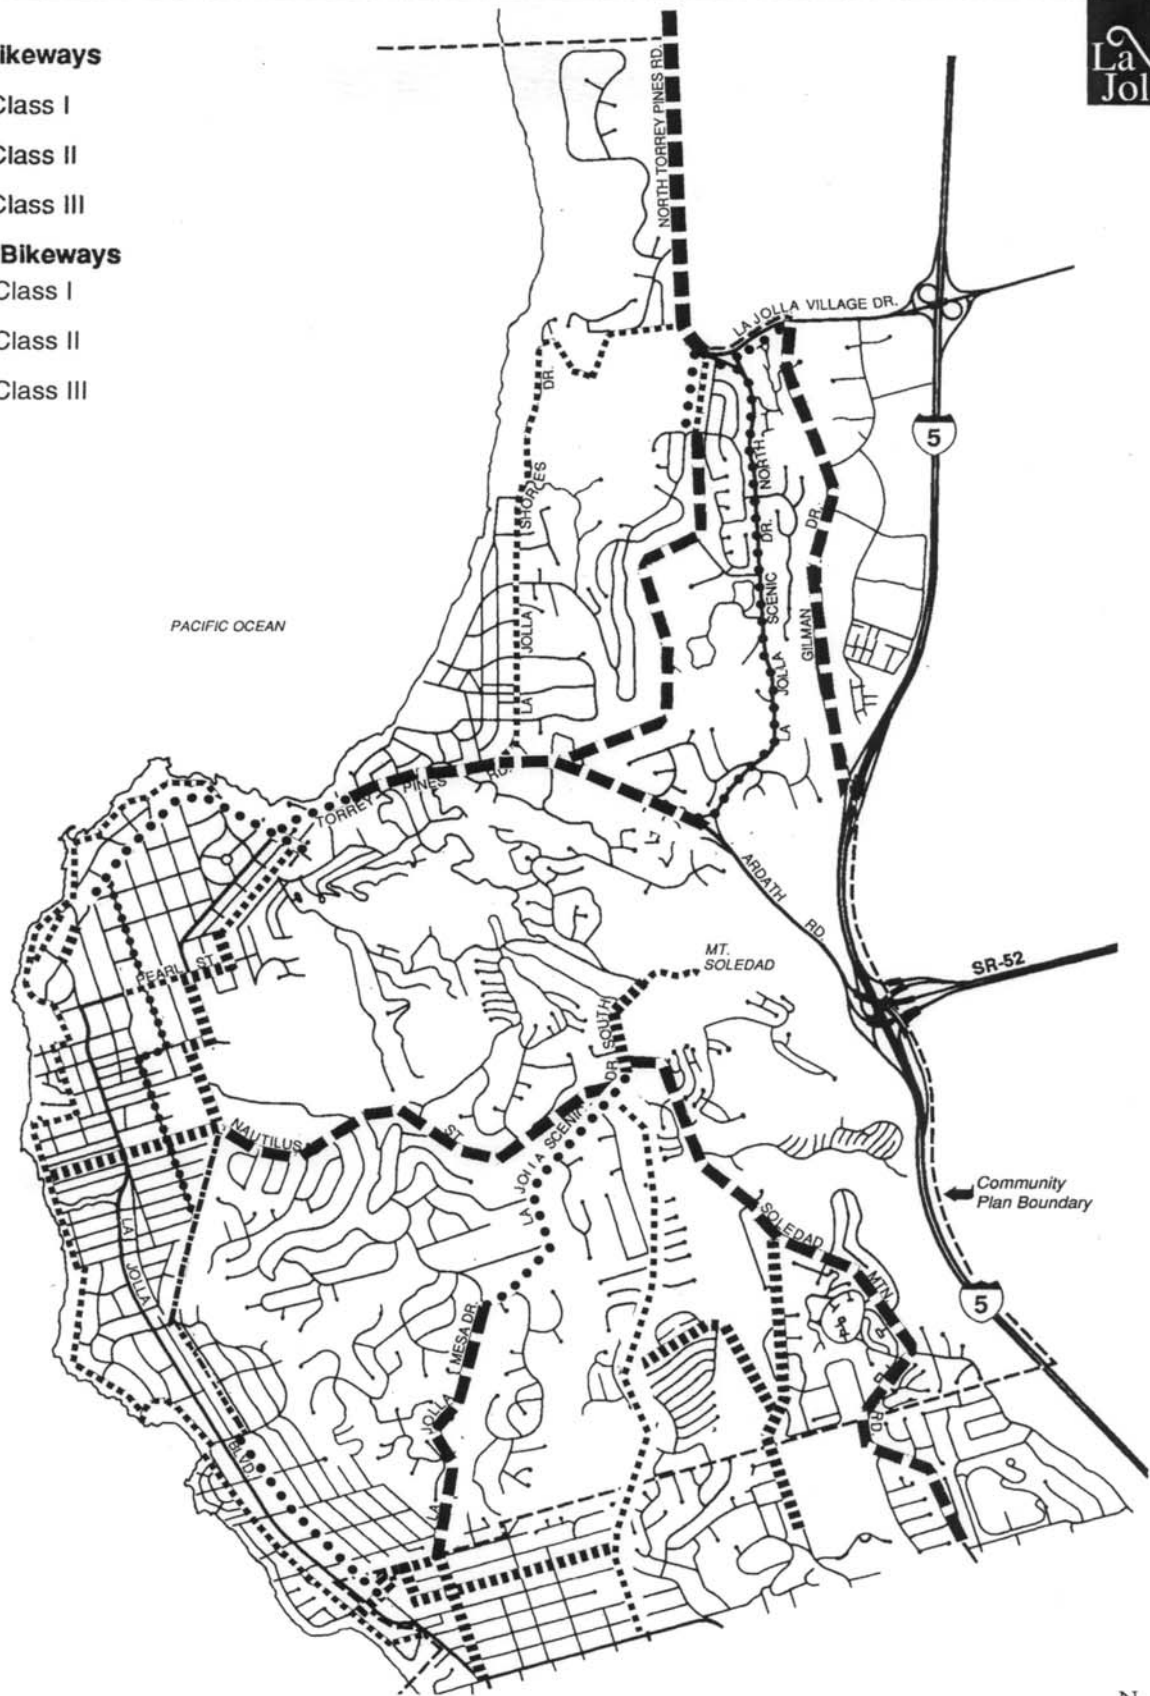 ikeways
Class I
Class II
Class III
Bikeways
Class I
Class II
Class III
La
Jol
NORTH TORREY PINES RD.
LA JOLLA VILLAGE DR.
5
DR.
SHORES
JOLLA
LA
NORTH
DR.
SCENIC
JOLLA
LA
DR.
GILMAN
PACIFIC OCEAN
TORREY PINES RD.
ARDATH RD.
MT.
SOLEDAD
SR-52
PEARL ST.
SOUTH
DR.
LA JOLLA SCENIC
NAUTILUS ST.
Community
Plan Boundary
SOLEDAD MTN. RD.
5
LA JOLLA BLVD.
MESA DR.
JOLLA
LA
N